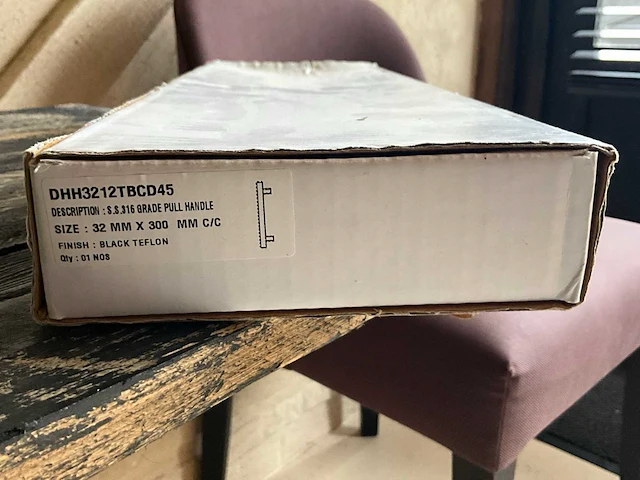 DHH3212TBCD45
DESCRIPTION : S.S.316 GRADE PULL HANDLE
SIZE : 32 MM X 300 MM C/C
FINISH : BLACK TEFLON
Qty : 01 NOS